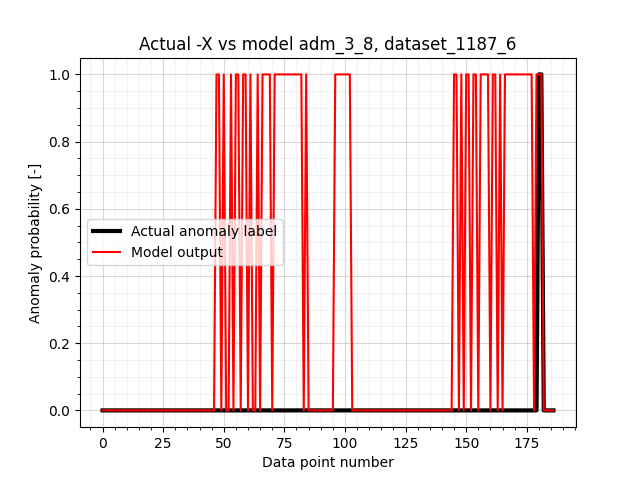 Actual -X vs model adm_3_8, dataset_1187_6
Anomaly probability [-]
1.0
0.8
0.6
0.4
0.2
0.0
Actual anomaly label
Model output
0 25 50 75 100 125 150 175
Data point number